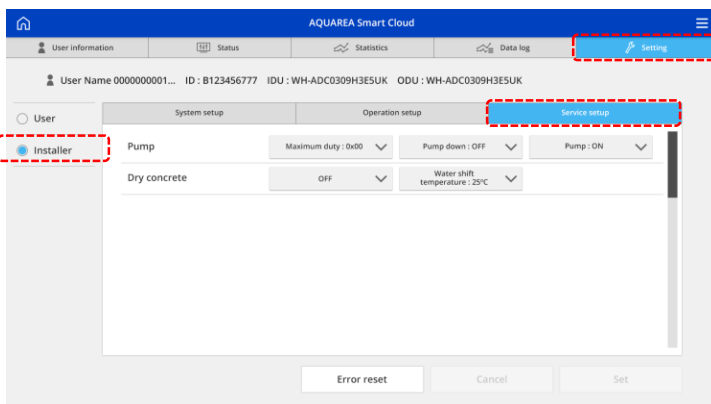 AQUAREA Smart Cloud
User information
Status
Statistics
Data log
Setting
User Name 0000000001... ID : B123456777 IDU : WH-ADC0309H3E5UK ODU : WH-ADC0309H3E5UK
User
System setup
Operation setup
Service setup
Installer
Pump
Maximum duty : 0x00
Pump down : OFF
Pump : ON
Dry concrete
OFF
Water shift
temperature : 25°C
Error reset
Cancel
Set